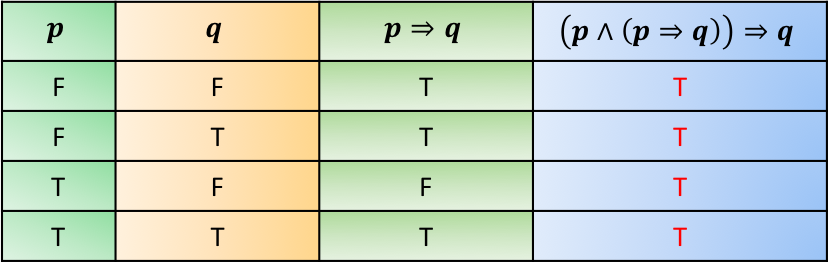 p q p ⇒ q (p ∧ (p ⇒ q)) ⇒ q
F F T T
F T T T
T F F T
T T T T